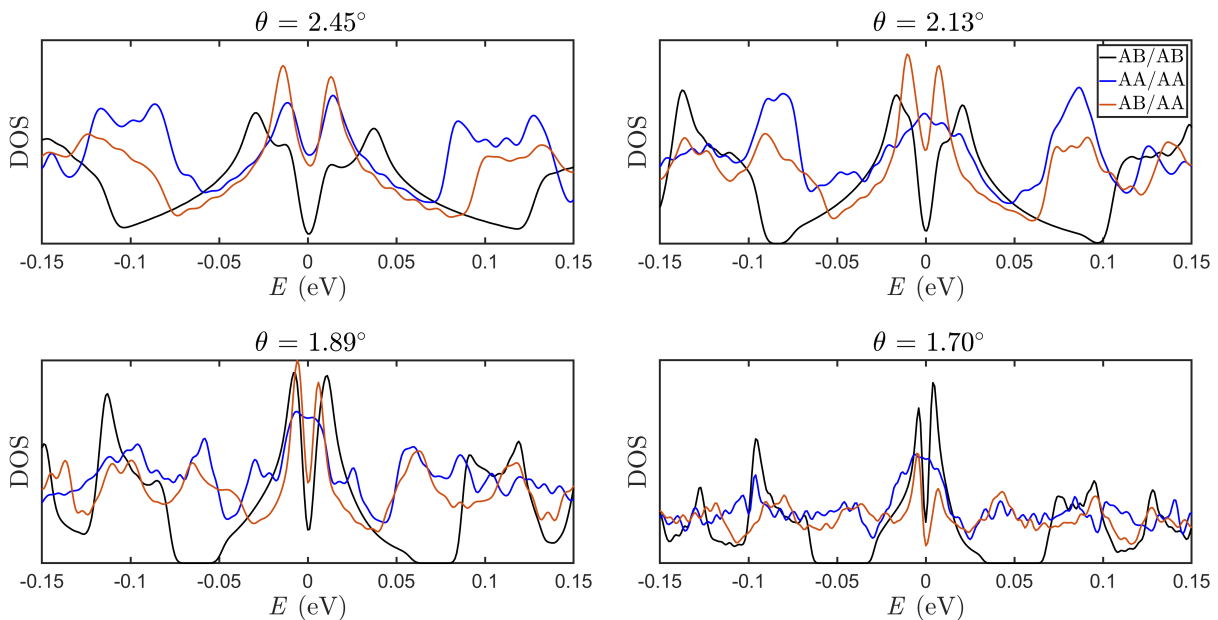 θ = 2.45°
DOS
-0.15 -0.1 -0.05 0 0.05 0.1 0.15
E (eV)
θ = 2.13°
AB/AB
AA/AA
AB/AA
DOS
-0.15 -0.1 -0.05 0 0.05 0.1 0.15
E (eV)
θ = 1.89°
DOS
-0.15 -0.1 -0.05 0 0.05 0.1 0.15
E (eV)
θ = 1.70°
DOS
-0.15 -0.1 -0.05 0 0.05 0.1 0.15
E (eV)